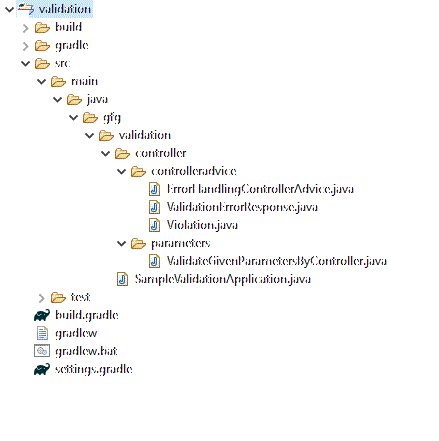 validation
build
gradle
src
main
java
gfg
validation
controller
controlleradvice
ErrorHandlingControllerAdvice.java
ValidationErrorResponse.java
Violation.java
parameters
ValidateGivenParametersByController.java
SampleValidationApplication.java
test
build.gradle
gradlew
gradlew.bat
settings.gradle